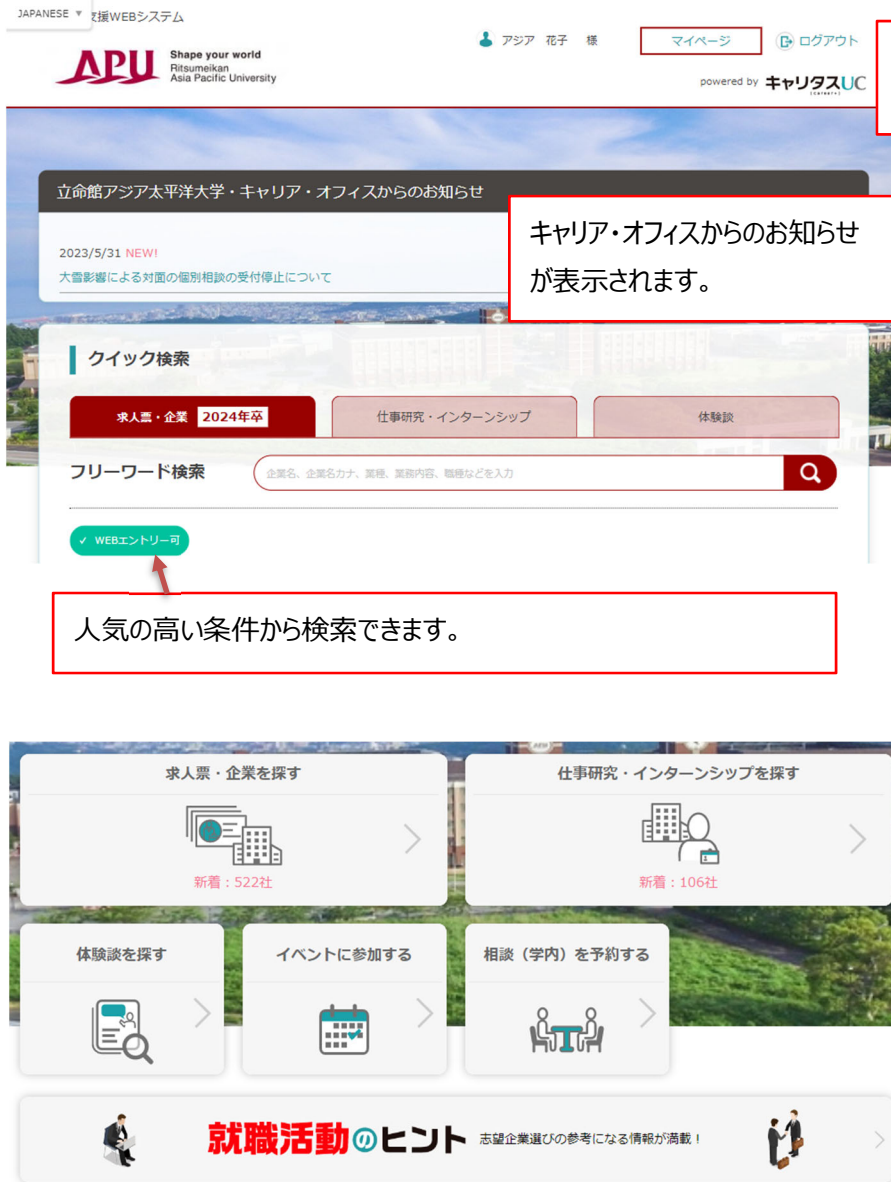 JAPANESE ▼
支援WEBシステム
アジア 花子 様
マイページ
ログアウト
APU
Shape your world
Ritsumeikan
Asia Pacific University
powered by キャリタスUC
立命館アジア太平洋大学・キャリア・オフィスからのお知らせ
2023/5/31 NEW!
大雪影響による対面の個別相談の受付停止について
キャリア・オフィスからのお知らせ
が表示されます。
クイック検索
求人票・企業 2024年卒
仕事研究・インターンシップ
体験談
フリーワード検索
企業名、企業名カナ、業種、業務内容、職種などを入力
✓ WEBエントリー可
人気の高い条件から検索できます。
求人票・企業を探す
仕事研究・インターンシップを探す
新着：522社
新着：106社
体験談を探す
イベントに参加する
相談（学内）を予約する
就職活動のヒント 志望企業選びの参考になる情報が満載！